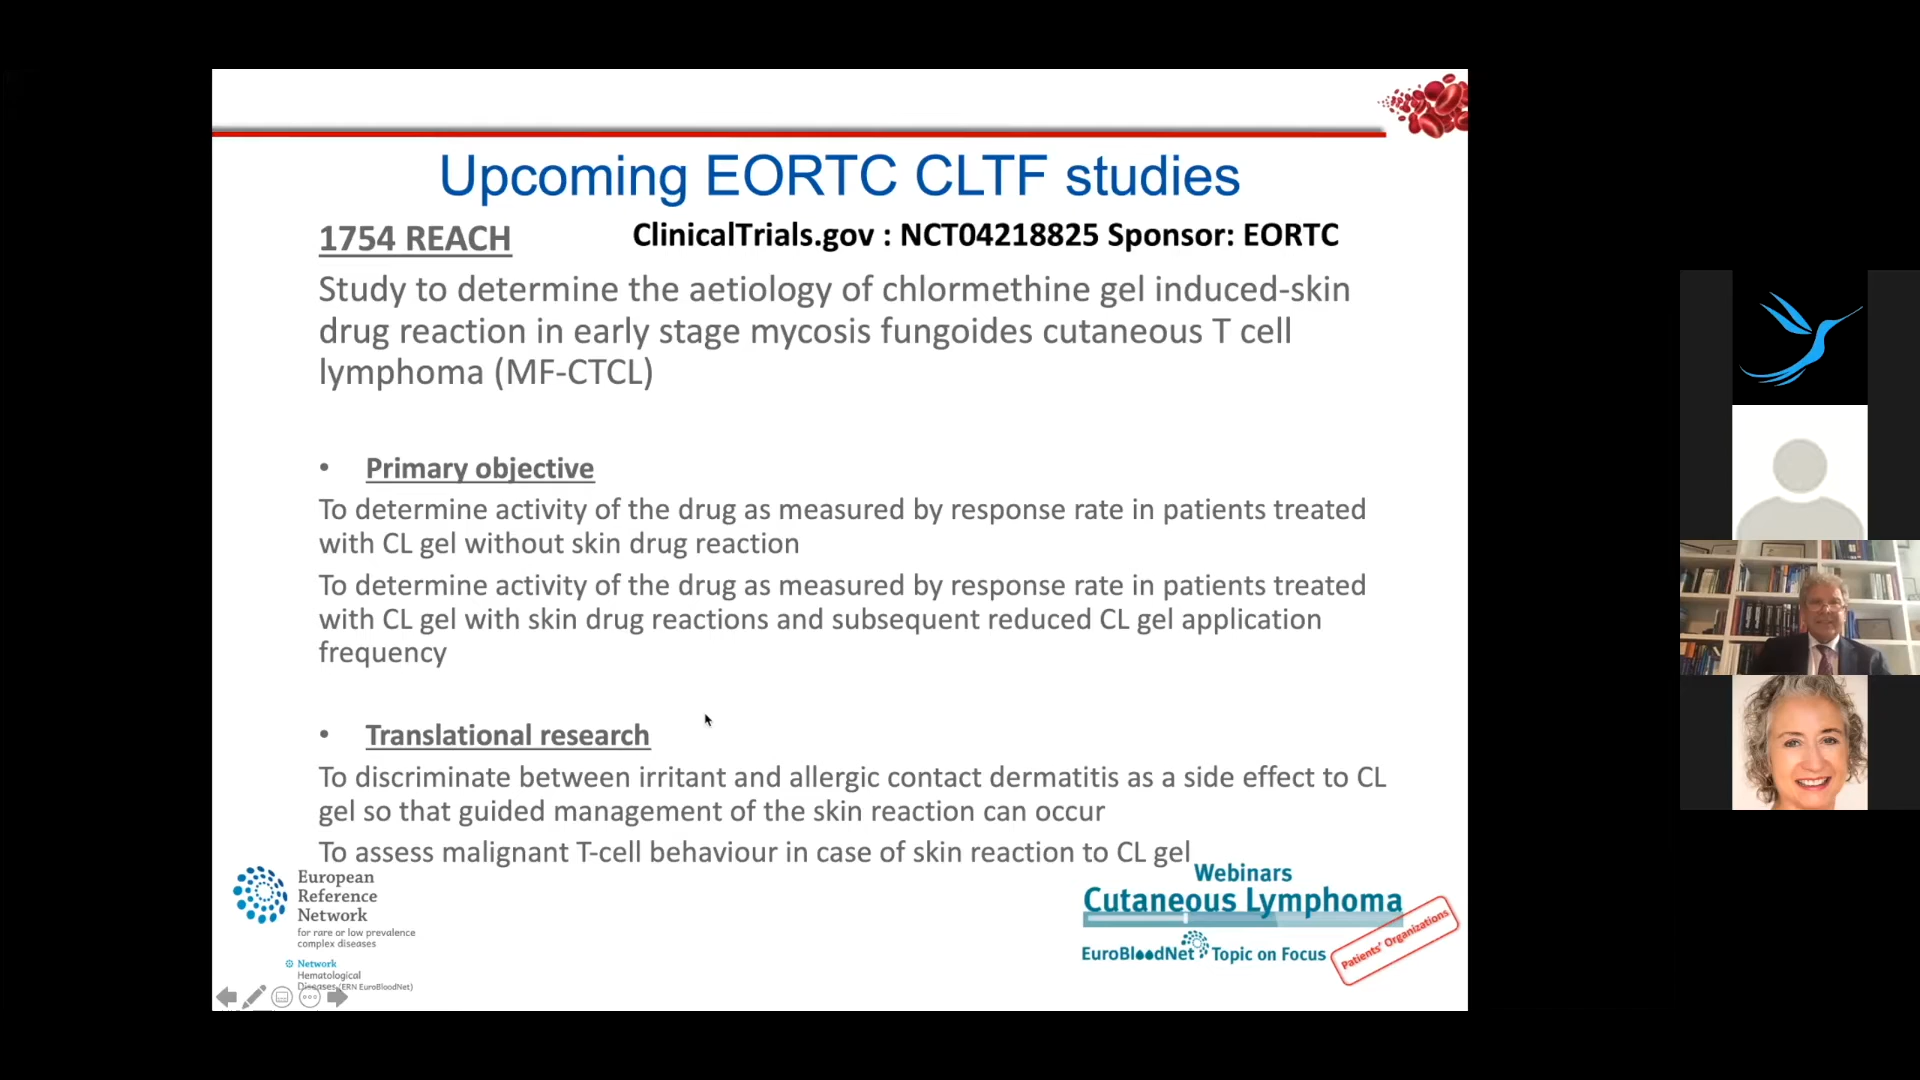 Upcoming EORTC CLTF studies
1754 REACH
ClinicalTrials.gov : NCT04218825 Sponsor: EORTC
Study to determine the aetiology of chlormethine gel induced-skin
drug reaction in early stage mycosis fungoides cutaneous T cell
lymphoma (MF-CTCL)
• Primary objective
To determine activity of the drug as measured by response rate in patients treated
with CL gel without skin drug reaction
To determine activity of the drug as measured by response rate in patients treated
with CL gel with skin drug reactions and subsequent reduced CL gel application
frequency
• Translational research
To discriminate between irritant and allergic contact dermatitis as a side effect to CL
gel so that guided management of the skin reaction can occur
To assess malignant T-cell behaviour in case of skin reaction to CL gel
European
Reference
Network
for rare or low prevalence
complex diseases
Network
Hematological
Diseases (ERN EuroBloodNet)
Webinars
Cutaneous Lymphoma
EuroBloodNet Topic on Focus
Patients' Organizations